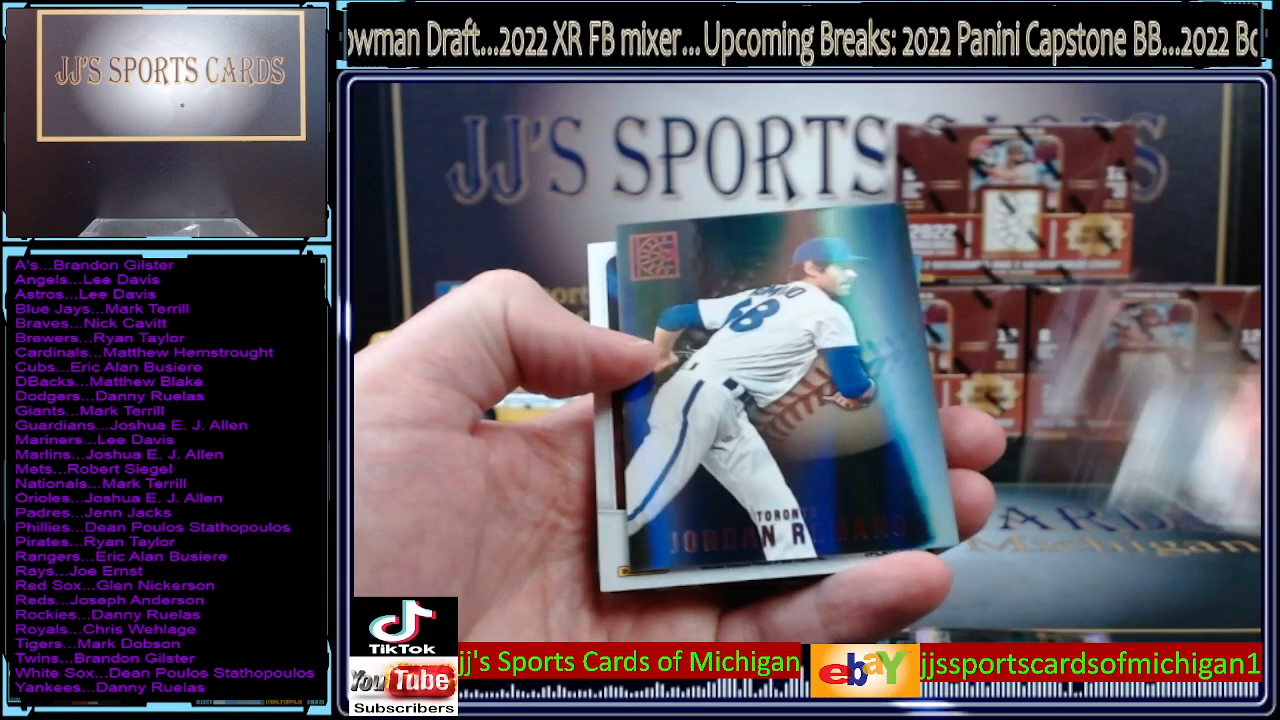 JJ'S SPORTS CARDS
owman Draft...2022 XR FB mixer...Upcoming Breaks: 2022 Panini Capstone BB...2022 Bo
A's...Brandon Gilster
Angels...Lee Davis
Astros...Lee Davis
Blue Jays...Mark Terrill
Braves...Nick Cavitt
Brewers...Ryan Taylor
Cardinals...Matthew Hemstrought
Cubs...Eric Alan Busiere
DBacks...Matthew Blake
Dodgers...Danny Ruelas
Giants...Mark Terrill
Guardians...Joshua E. J. Allen
Mariners...Lee Davis
Marlins...Joshua E. J. Allen
Mets...Robert Siegel
Nationals...Mark Terrill
Orioles...Joshua E. J. Allen
Padres...Jenn Jacks
Phillies...Dean Poulos Stathopoulos
Pirates...Ryan Taylor
Rangers...Eric Alan Busiere
Rays...Joe Ernst
Red Sox...Glen Nickerson
Reds...Joseph Anderson
Rockies...Danny Ruelas
Royals...Chris Wehlage
Tigers...Mark Dobson
Twins...Brandon Gilster
White Sox...Dean Poulos Stathopoulos
Yankees...Danny Ruelas
JJ'S SPORTS
2022
68
TORONTO
JORDAN ROMANO
Michigan
TikTok
YouTube
Subscribers
jj's Sports Cards of Michigan
ebay
jjssportscardsofmichigan1